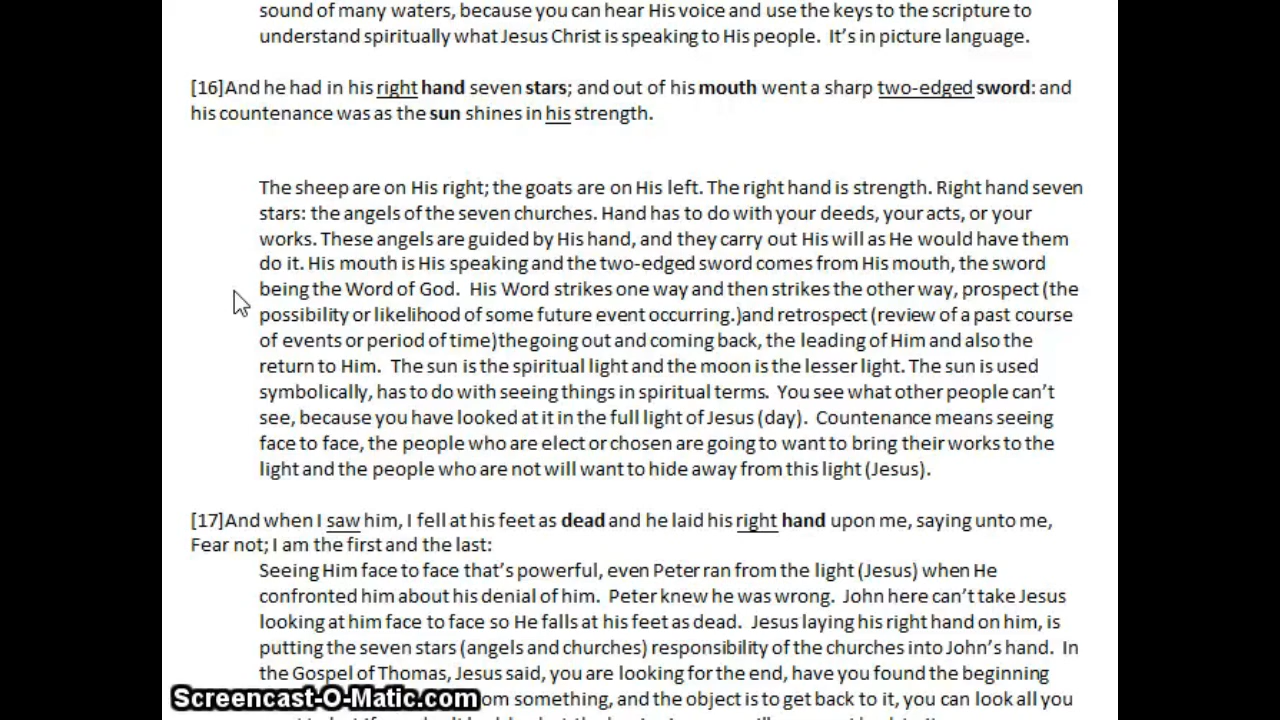 sound of many waters, because you can hear His voice and use the keys to the scripture to
understand spiritually what Jesus Christ is speaking to His people.  It's in picture language.
[16]And he had in his right hand seven stars; and out of his mouth went a sharp two-edged sword: and
his countenance was as the sun shines in his strength.
The sheep are on His right; the goats are on His left. The right hand is strength. Right hand seven
stars: the angels of the seven churches. Hand has to do with your deeds, your acts, or your
works. These angels are guided by His hand, and they carry out His will as He would have them
do it. His mouth is His speaking and the two-edged sword comes from His mouth, the sword
being the Word of God.  His Word strikes one way and then strikes the other way, prospect (the
possibility or likelihood of some future event occurring.)and retrospect (review of a past course
of events or period of time)the going out and coming back, the leading of Him and also the
return to Him.  The sun is the spiritual light and the moon is the lesser light. The sun is used
symbolically, has to do with seeing things in spiritual terms.  You see what other people can't
see, because you have looked at it in the full light of Jesus (day).  Countenance means seeing
face to face, the people who are elect or chosen are going to want to bring their works to the
light and the people who are not will want to hide away from this light (Jesus).
[17]And when I saw him, I fell at his feet as dead and he laid his right hand upon me, saying unto me,
Fear not; I am the first and the last:
Seeing Him face to face that's powerful, even Peter ran from the light (Jesus) when He
confronted him about his denial of him.  Peter knew he was wrong.  John here can't take Jesus
looking at him face to face so He falls at his feet as dead.  Jesus laying his right hand on him, is
putting the seven stars (angels and churches) responsibility of the churches into John's hand.  In
the Gospel of Thomas, Jesus said, you are looking for the end, have you found the beginning
Screencast-O-Matic.com om something, and the object is to get back to it, you can look all you